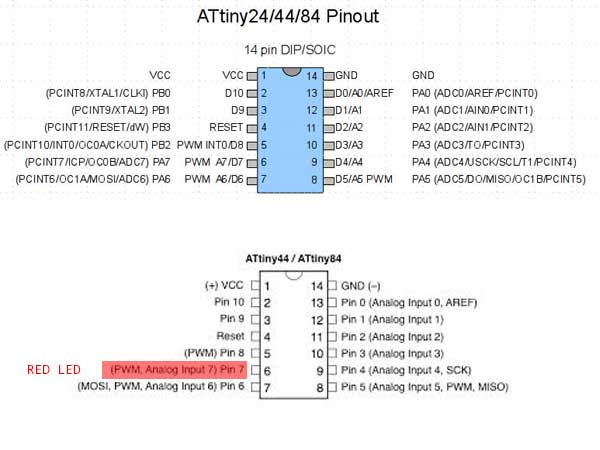 ATtiny24/44/84 Pinout
14 pin DIP/SOIC
VCC VCC 1 14 GND GND
(PCINT8/XTAL1/CLKI) PB0 D10 2 13 D0/A0/AREF PA0 (ADC0/AREF/PCINT0)
(PCINT9/XTAL2) PB1 D9 3 12 D1/A1 PA1 (ADC1/AIN0/PCINT1)
(PCINT11/RESET/dW) PB3 RESET 4 11 D2/A2 PA2 (ADC2/AIN1/PCINT2)
(PCINT10/INT0/OC0A/CKOUT) PB2 PWM INT0/D8 5 10 D3/A3 PA3 (ADC3/TO/PCINT3)
(PCINT7/ICP/OC0B/ADC7) PA7 PWM A7/D7 6 9 D4/A4 PA4 (ADC4/USCK/SCL/T1/PCINT4)
(PCINT6/OC1A/MOSI/ADC6) PA6 PWM A6/D6 7 8 D5/A5 PWM PA5 (ADC5/DO/MISO/OC1B/PCINT5)
ATtiny44 / ATtiny84
(+) VCC 1 14 GND (–)
Pin 10 2 13 Pin 0 (Analog Input 0, AREF)
Pin 9 3 12 Pin 1 (Analog Input 1)
Reset 4 11 Pin 2 (Analog Input 2)
(PWM) Pin 8 5 10 Pin 3 (Analog Input 3)
RED LED (PWM, Analog Input 7) Pin 7 6 9 Pin 4 (Analog Input 4, SCK)
(MOSI, PWM, Analog Input 6) Pin 6 7 8 Pin 5 (Analog Input 5, PWM, MISO)